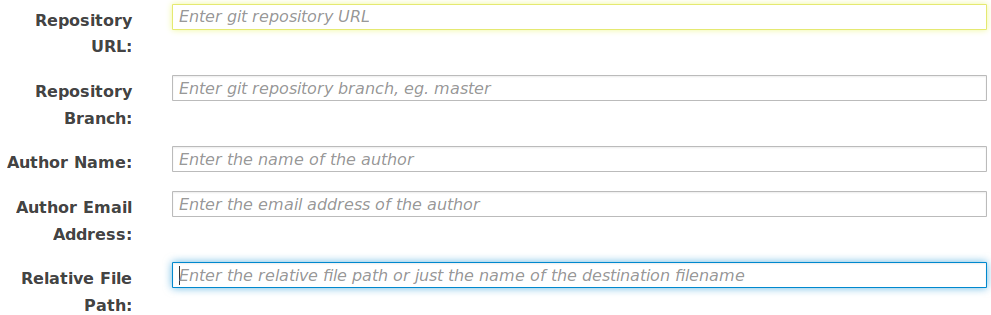 Repository URL:
Enter git repository URL
Repository Branch:
Enter git repository branch, eg. master
Author Name:
Enter the name of the author
Author Email Address:
Enter the email address of the author
Relative File Path:
Enter the relative file path or just the name of the destination filename